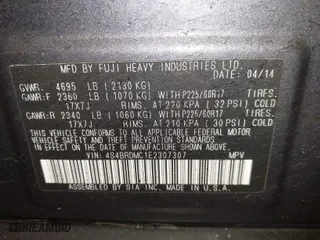 MFD BY FUJI HEAVY INDUSTRIES LTD.
DATE 04/14
GVWR: 4695 LB (2130 KG)
GAWR:F 2360 LB (1070 KG) WITH P225/60R17 TIRES.
17X7J RIMS. AT 220 KPA (32 PSI) COLD
GAWR:R 2340 LB (1060 KG) WITH P225/60R17 TIRES.
17X7J RIMS. AT 210 KPA (30 PSI) COLD
THIS VEHICLE CONFORMS TO ALL APPLICABLE
FEDERAL MOTOR VEHICLE SAFETY, BUMPER, AND
THEFT PREVENTION STANDARDS IN EFFECT ON
THE DATE OF MANUFACTURE SHOWN ABOVE.
VIN: 4S4BRDMC1E2307307 MPV
ASSEMBLED BY SIA INC. MADE IN U.S.A.
© DREAMBID